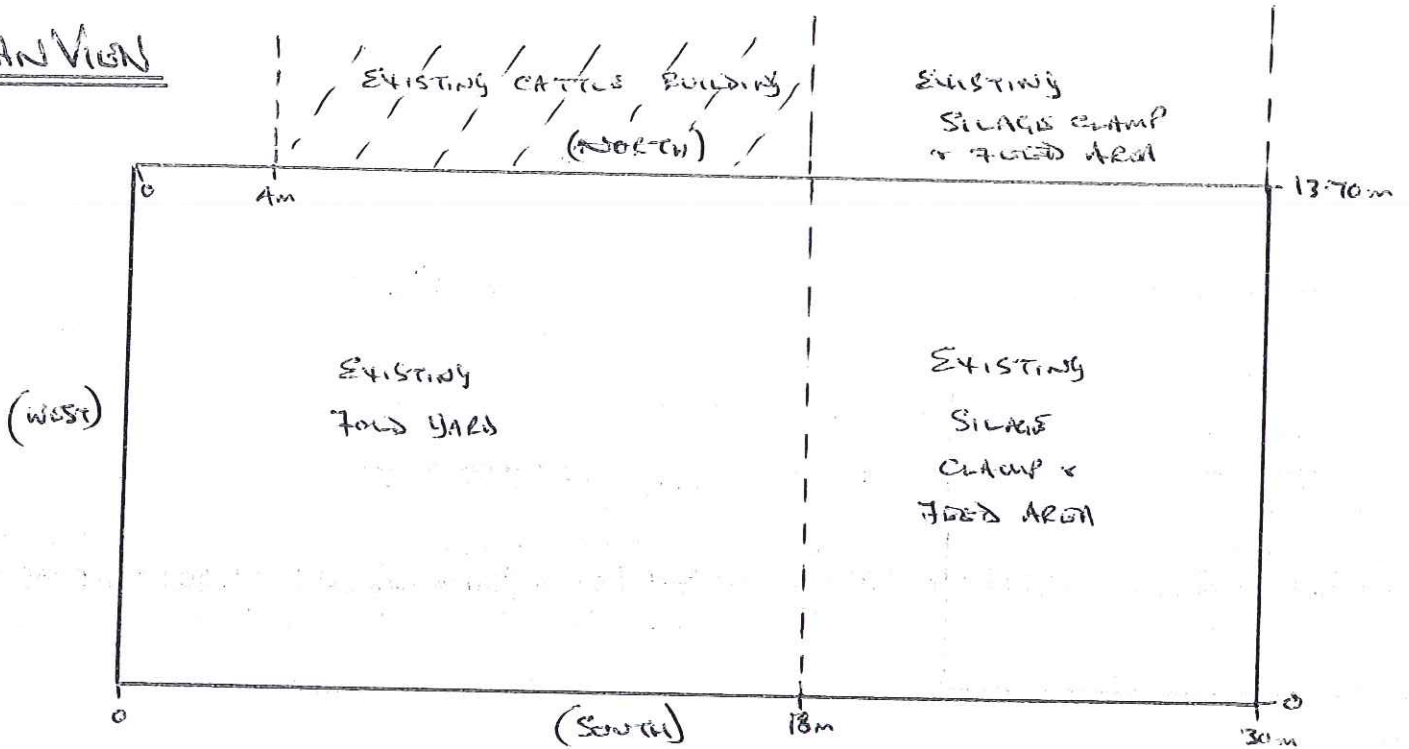 AN VIEW
EXISTING CATTLE BUILDING
(NORTH)
EXISTING
SILAGE CLAMP
& FEED AREA
0
4m
13.70m
(WEST)
EXISTING
FOLD YARD
EXISTING
SILAGE
CLAMP &
FEED AREA
0
(SOUTH)
18m
0
30m